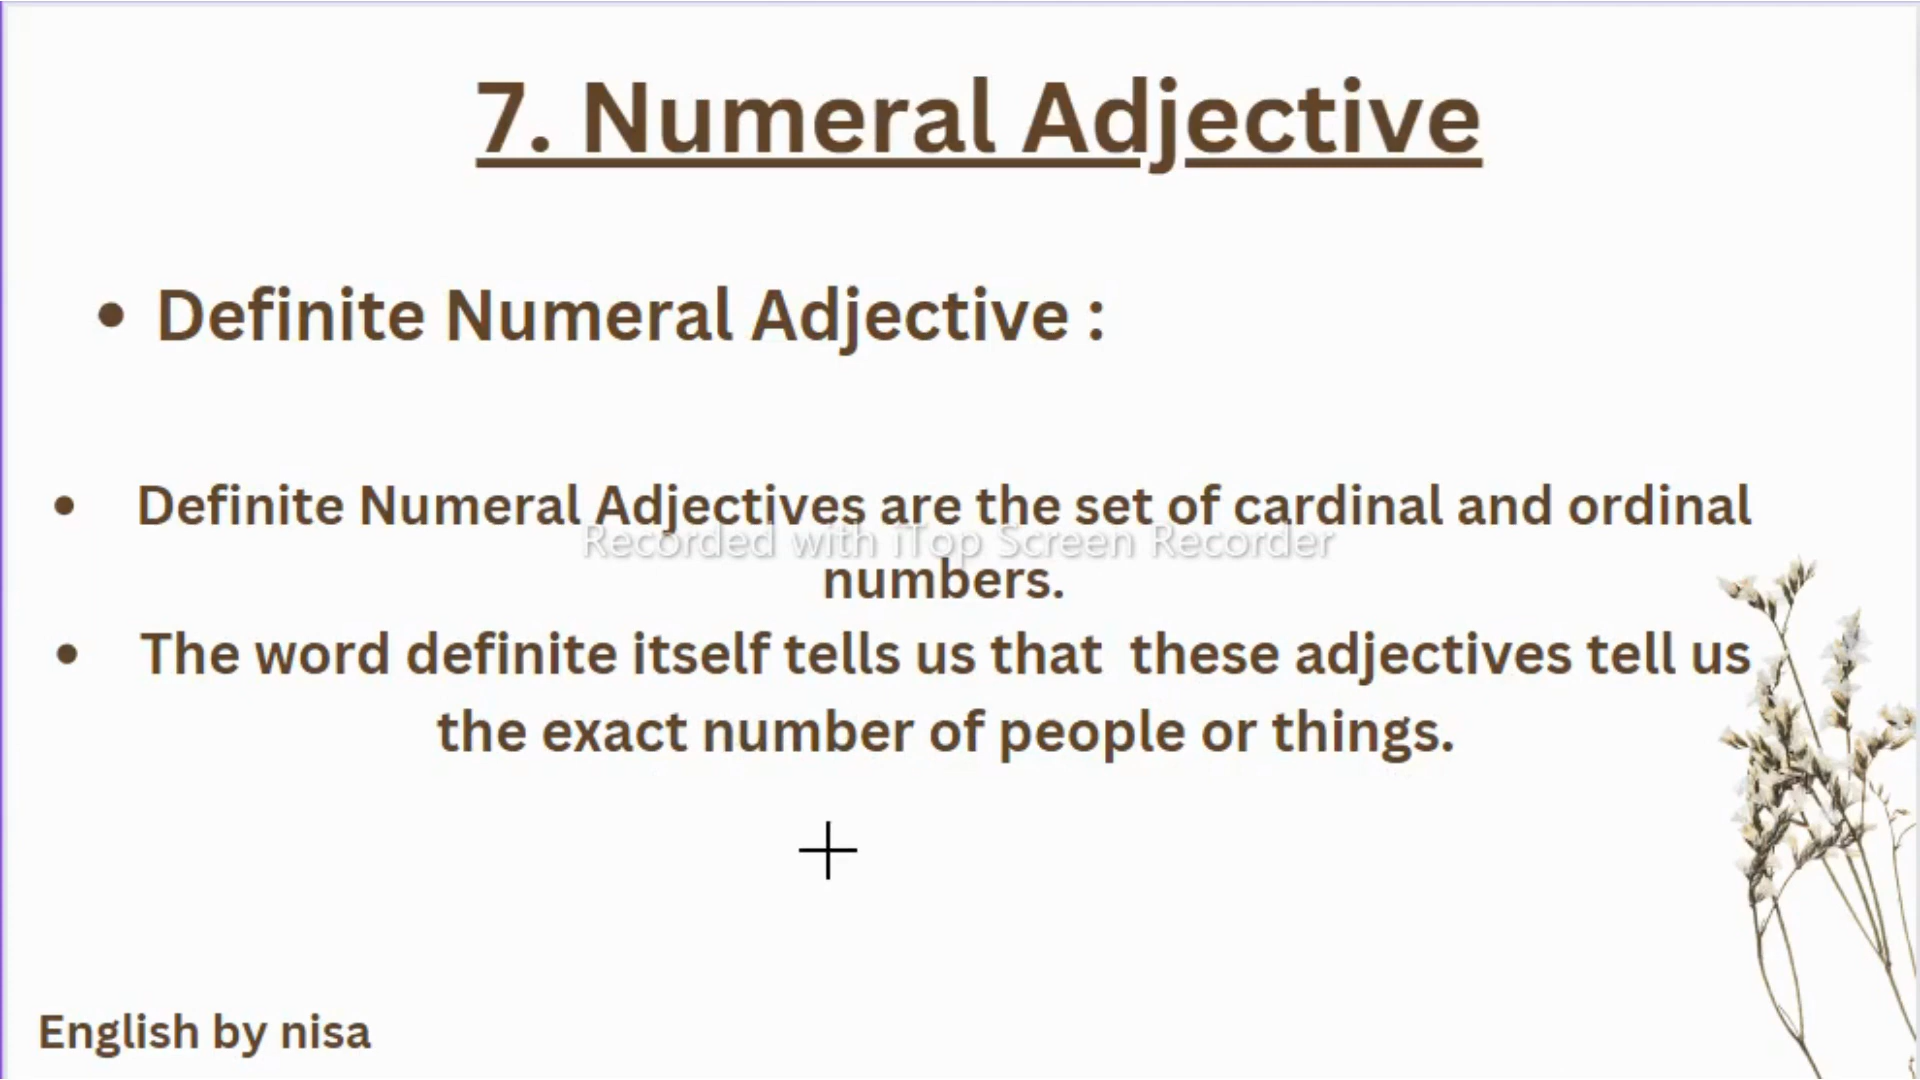 7. Numeral Adjective
• Definite Numeral Adjective :
• Definite Numeral Adjectives are the set of cardinal and ordinal
Recorded with iTop Screen Recorder
numbers.
• The word definite itself tells us that  these adjectives tell us
the exact number of people or things.
English by nisa